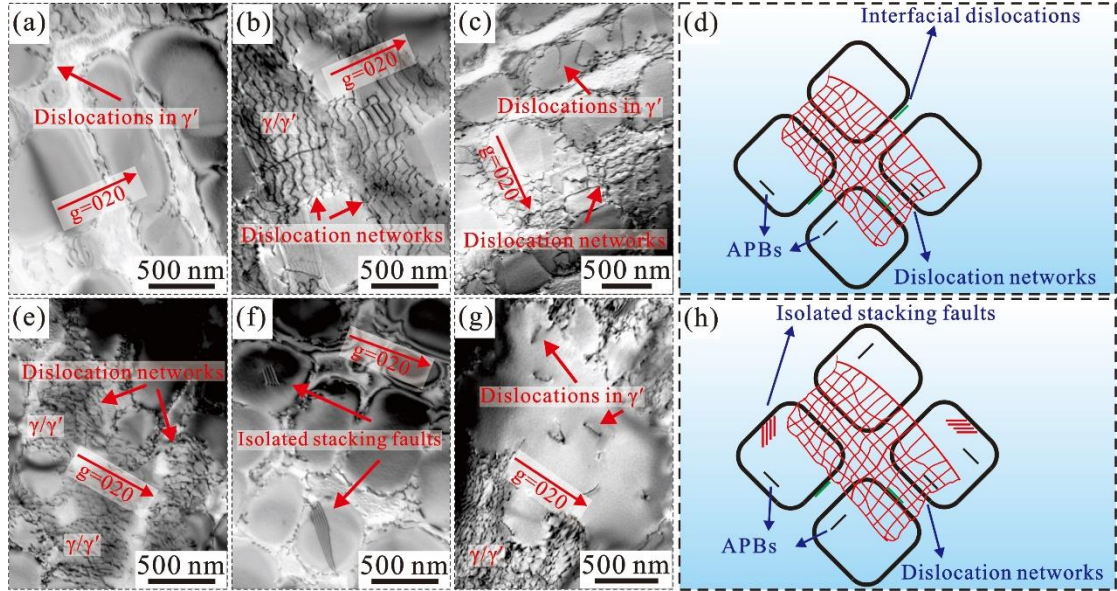 (a)
g=020
Dislocations in γ′
500 nm
(b)
g=020
γ/γ′
Dislocation networks
500 nm
(c)
g=020
Dislocations in γ′
Dislocation networks
500 nm
(d)
Interfacial dislocations
APBs
Dislocation networks
(e)
Dislocation networks
γ/γ′
g=020
γ/γ′
500 nm
(f)
g=020
Isolated stacking faults
500 nm
(g)
Dislocations in γ′
g=020
γ/γ′
500 nm
(h)
Isolated stacking faults
APBs
Dislocation networks